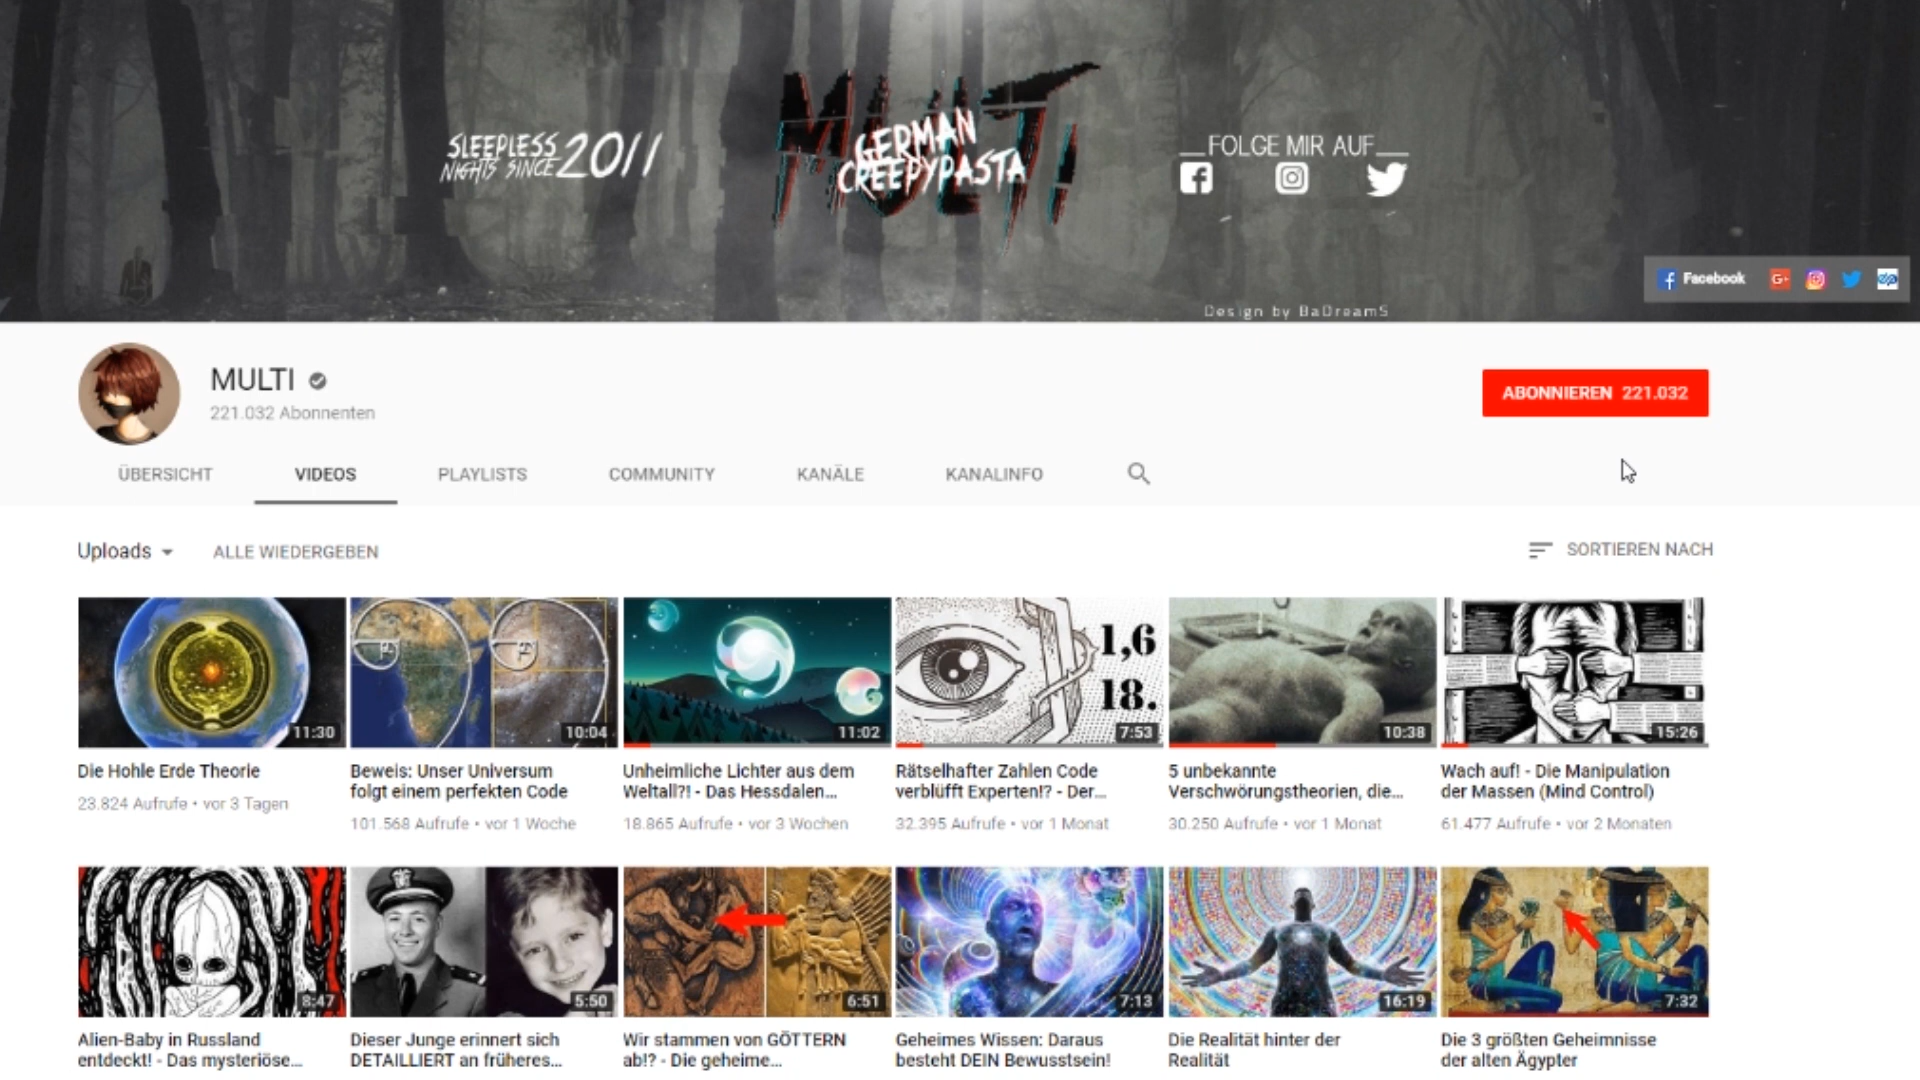 SLEEPLESS
NIGHTS SINCE 2011
MULTI
GERMAN
CREEPYPASTA
FOLGE MIR AUF
Facebook
G+
Design by BaDreamS
MULTI
221.032 Abonnenten
ABONNIEREN 221.032
ÜBERSICHT VIDEOS PLAYLISTS COMMUNITY KANÄLE KANALINFO
Uploads ALLE WIEDERGEBEN SORTIEREN NACH
1,6
18.
11:30 10:04 11:02 7:53 10:38 15:26
Die Hohle Erde Theorie
23.824 Aufrufe • vor 3 Tagen
Beweis: Unser Universum
folgt einem perfekten Code
101.568 Aufrufe • vor 1 Woche
Unheimliche Lichter aus dem
Weltall?! - Das Hessdalen...
18.865 Aufrufe • vor 3 Wochen
Rätselhafter Zahlen Code
verblüfft Experten!? - Der...
32.395 Aufrufe • vor 1 Monat
5 unbekannte
Verschwörungstheorien, die...
30.250 Aufrufe • vor 1 Monat
Wach auf! - Die Manipulation
der Massen (Mind Control)
61.477 Aufrufe • vor 2 Monaten
8:47 5:50 6:51 7:13 16:19 7:32
Alien-Baby in Russland
entdeckt! - Das mysteriöse...
Dieser Junge erinnert sich
DETAILLIERT an früheres...
Wir stammen von GÖTTERN
ab!? - Die geheime...
Geheimes Wissen: Daraus
besteht DEIN Bewusstsein!
Die Realität hinter der
Realität
Die 3 größten Geheimnisse
der alten Ägypter